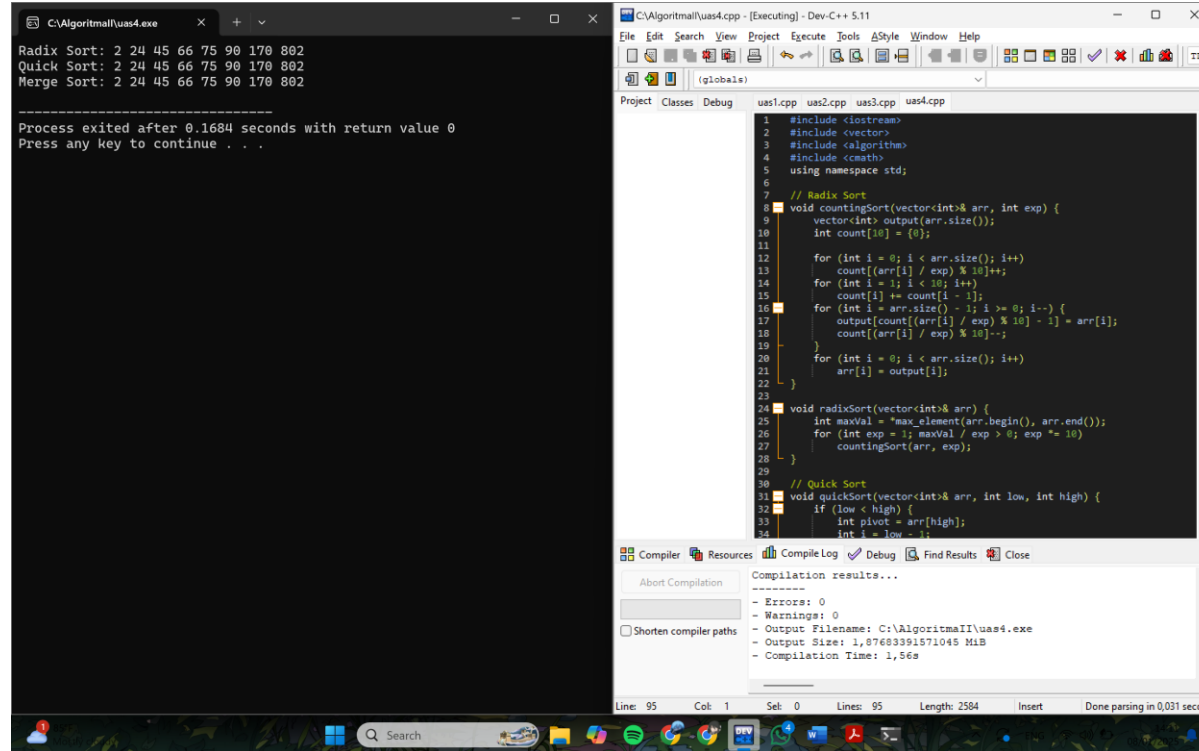 C:\AlgoritmaII\uas4.exe
Radix Sort: 2 24 45 66 75 90 170 802
Quick Sort: 2 24 45 66 75 90 170 802
Merge Sort: 2 24 45 66 75 90 170 802
--------------------------------
Process exited after 0.1684 seconds with return value 0
Press any key to continue . . .
C:\AlgoritmaII\uas4.cpp - [Executing] - Dev-C++ 5.11
File Edit Search View Project Execute Tools AStyle Window Help
(globals)
Project Classes Debug
uas1.cpp uas2.cpp uas3.cpp uas4.cpp
1 #include <iostream>
2 #include <vector>
3 #include <algorithm>
4 #include <cmath>
5 using namespace std;
6
7 // Radix Sort
8 void countingSort(vector<int>& arr, int exp) {
9 vector<int> output(arr.size());
10 int count[10] = {0};
11
12 for (int i = 0; i < arr.size(); i++)
13 count[(arr[i] / exp) % 10]++;
14 for (int i = 1; i < 10; i++)
15 count[i] += count[i - 1];
16 for (int i = arr.size() - 1; i >= 0; i--) {
17 output[count[(arr[i] / exp) % 10] - 1] = arr[i];
18 count[(arr[i] / exp) % 10]--;
19 }
20 for (int i = 0; i < arr.size(); i++)
21 arr[i] = output[i];
22 }
23
24 void radixSort(vector<int>& arr) {
25 int maxVal = *max_element(arr.begin(), arr.end());
26 for (int exp = 1; maxVal / exp > 0; exp *= 10)
27 countingSort(arr, exp);
28 }
29
30 // Quick Sort
31 void quickSort(vector<int>& arr, int low, int high) {
32 if (low < high) {
33 int pivot = arr[high];
34 int i = low - 1;
Compiler Resources Compile Log Debug Find Results Close
Abort Compilation
Shorten compiler paths
Compilation results...
--------
- Errors: 0
- Warnings: 0
- Output Filename: C:\AlgoritmaII\uas4.exe
- Output Size: 1,87683391571045 MiB
- Compilation Time: 1,56s
Line: 95 Col: 1 Sel: 0 Lines: 95 Length: 2584 Insert Done parsing in 0,031 seco
1
Search
DEV
4